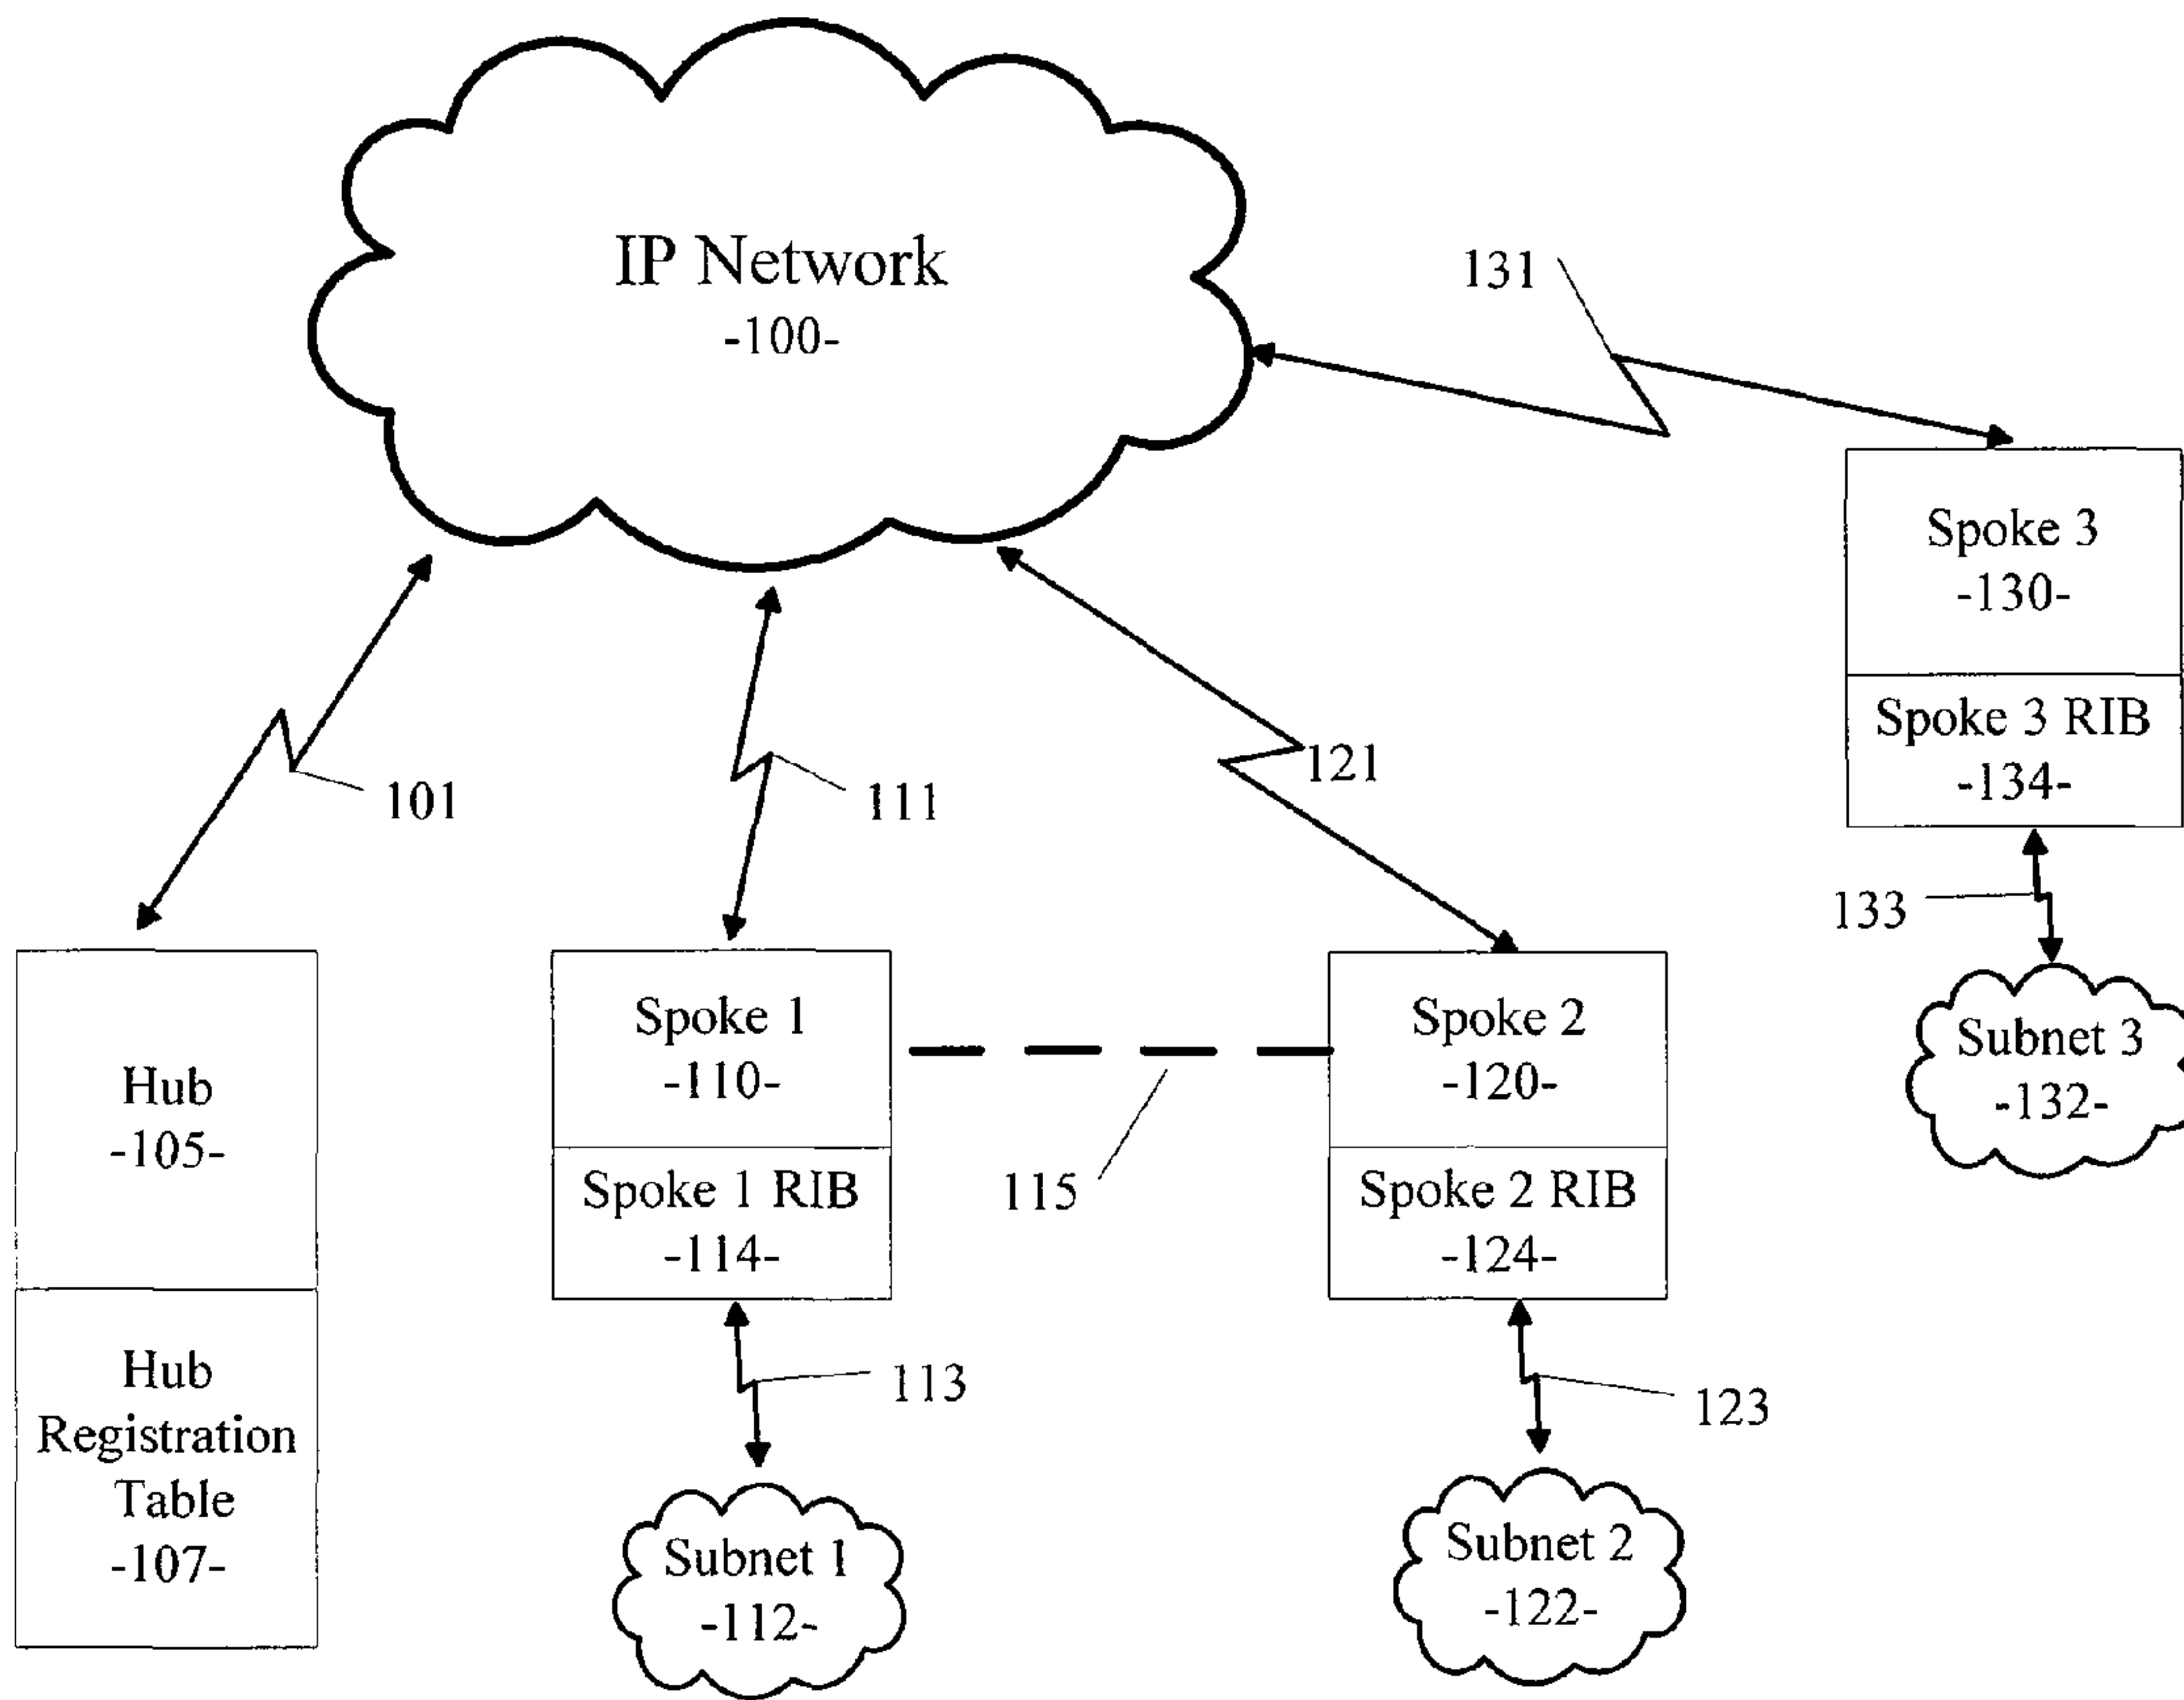 IP Network
-100-
131
Spoke 3
-130-
Spoke 3 RIB
-134-
101
111
121
133
Subnet 3
-132-
Hub
-105-
Hub
Registration
Table
-107-
Spoke 1
-110-
Spoke 1 RIB
-114-
115
Spoke 2
-120-
Spoke 2 RIB
-124-
113
123
Subnet 1
-112-
Subnet 2
-122-